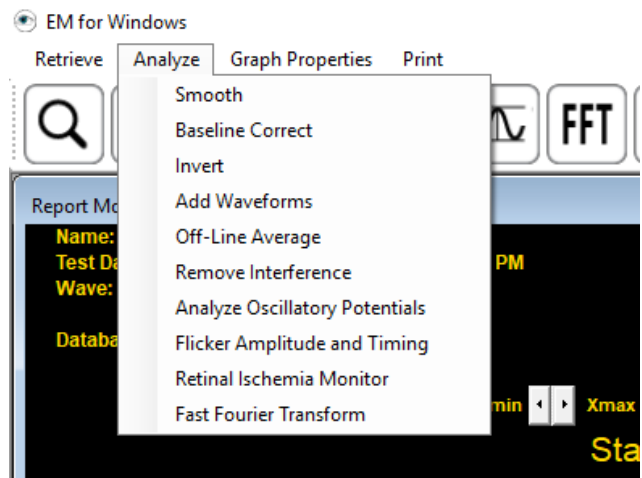 EM for Windows
Retrieve Analyze Graph Properties Print
Smooth
Baseline Correct
Invert
Add Waveforms
Off-Line Average
Remove Interference
Analyze Oscillatory Potentials
Flicker Amplitude and Timing
Retinal Ischemia Monitor
Fast Fourier Transform
FFT
Report Mo
Name:
Test Da PM
Wave:
Databa
min Xmax
Sta